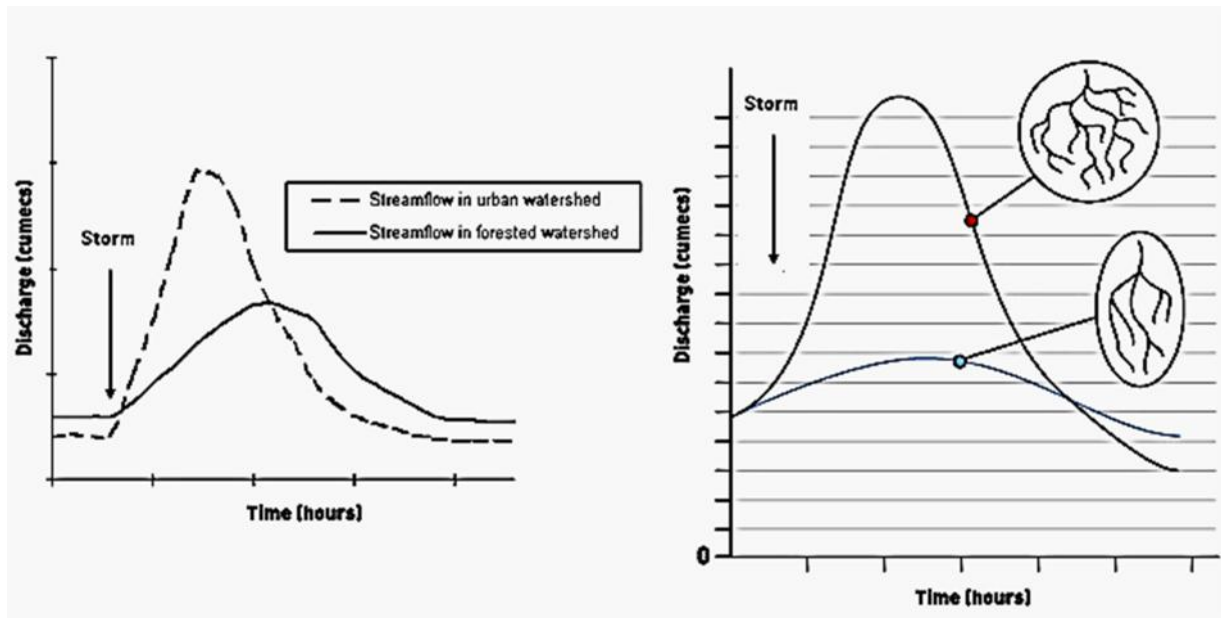 Storm
Discharge (cumecs)
Streamflow in urban watershed
Streamflow in forested watershed
Time (hours)
Storm
Discharge (cumecs)
0
Time (hours)